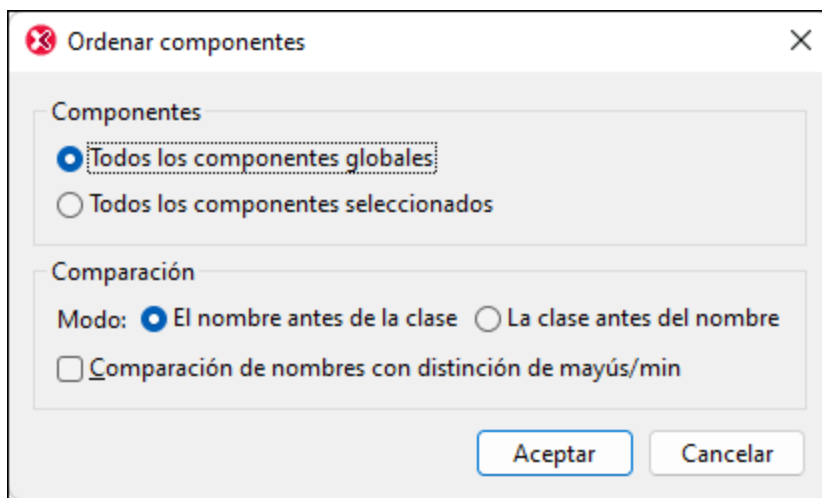 Ordenar componentes
Componentes
Todos los componentes globales
Todos los componentes seleccionados
Comparación
Modo: El nombre antes de la clase La clase antes del nombre
Comparación de nombres con distinción de mayús/min
Aceptar Cancelar